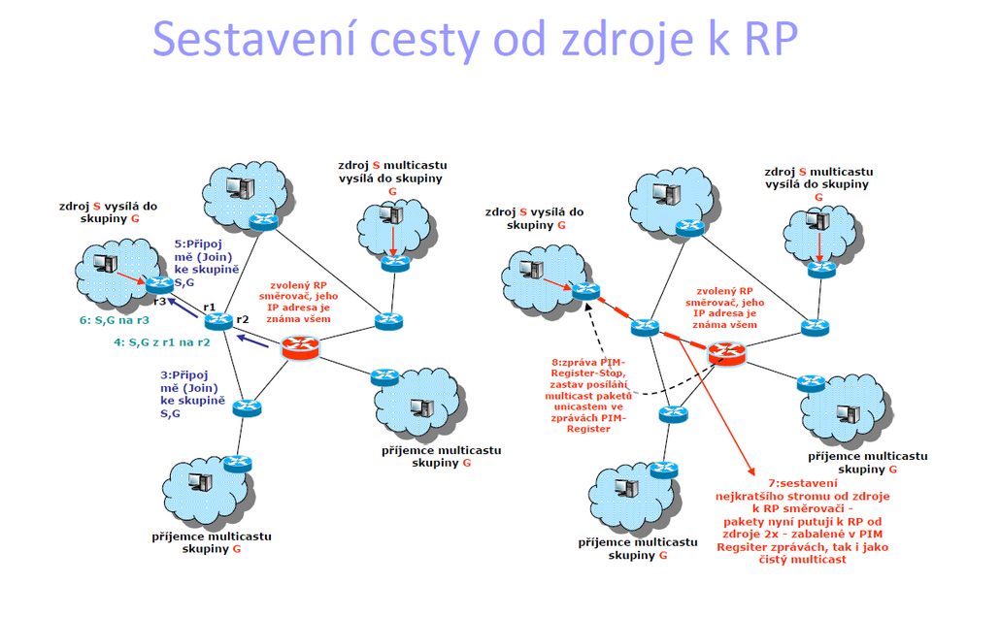 Sestavení cesty od zdroje k RP
zdroj S multicastu
vysílá do skupiny
G
zdroj S vysílá do
skupiny G
5:Připoj
mě (Join)
ke skupině
S,G
r3
r1
r2
6: S,G na r3
4: S,G z r1 na r2
zvolený RP
směrovač, jeho
IP adresa je
známa všem
3:Připoj
mě (Join)
ke skupině
S,G
příjemce multicastu
skupiny G
příjemce multicastu
skupiny G
zdroj S multicastu
vysílá do skupiny
G
zdroj S vysílá do
skupiny G
zvolený RP
směrovač, jeho
IP adresa je
známa všem
8:zpráva PIM-
Register-Stop,
zastav posílání
multicast paketů
unicastem ve
zprávách PIM-
Register
příjemce multicastu
skupiny G
7:sestavení
nejkratšího stromu od zdroje
k RP směrovači -
pakety nyní putují k RP od
zdroje 2x - zabalené v PIM
Regsiter zprávách, tak i jako
čistý multicast
příjemce multicastu
skupiny G